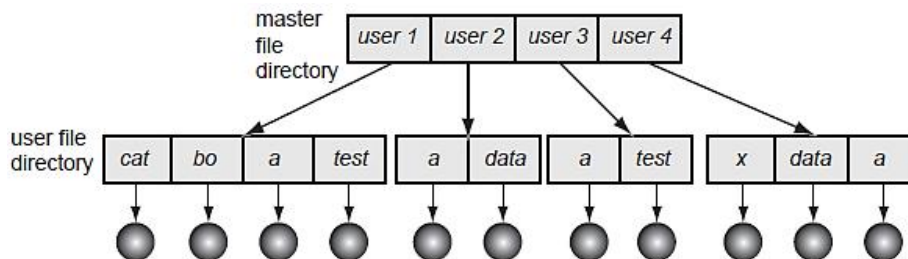 master file directory
user 1 user 2 user 3 user 4
user file directory
cat bo a test a data a test x data a